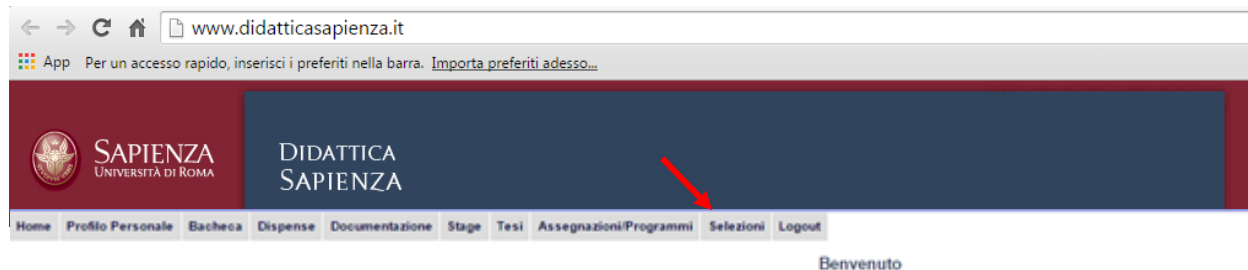 www.didatticasapienza.it
App Per un accesso rapido, inserisci i preferiti nella barra. Importa preferiti adesso...
SAPIENZA
UNIVERSITÀ DI ROMA
DIDATTICA
SAPIENZA
Home Profilo Personale Bacheca Dispense Documentazione Stage Tesi Assegnazioni/Programmi Selezioni Logout
Benvenuto